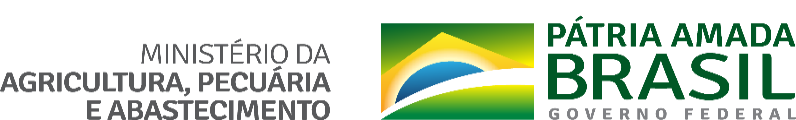 MINISTÉRIO DA
AGRICULTURA, PECUÁRIA
E ABASTECIMENTO
PÁTRIA AMADA
BRASIL
GOVERNO FEDERAL